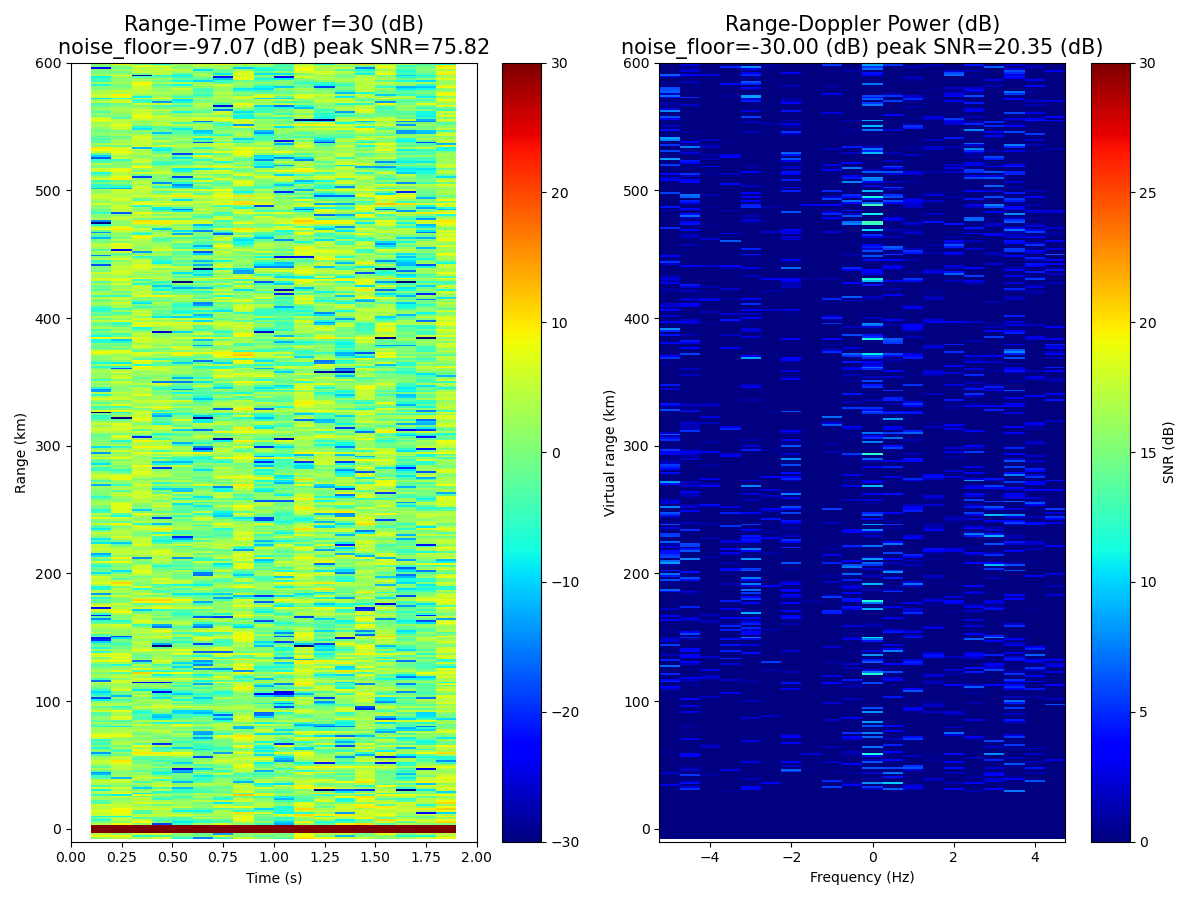 Range-Time Power f=30 (dB)
noise_floor=-97.07 (dB) peak SNR=75.82
Range (km)
600
500
400
300
200
100
0
0.00 0.25 0.50 0.75 1.00 1.25 1.50 1.75 2.00
Time (s)
30
20
10
0
−10
−20
−30
Range-Doppler Power (dB)
noise_floor=-30.00 (dB) peak SNR=20.35 (dB)
Virtual range (km)
600
500
400
300
200
100
0
−4 −2 0 2 4
Frequency (Hz)
30
25
20
15
10
5
0
SNR (dB)